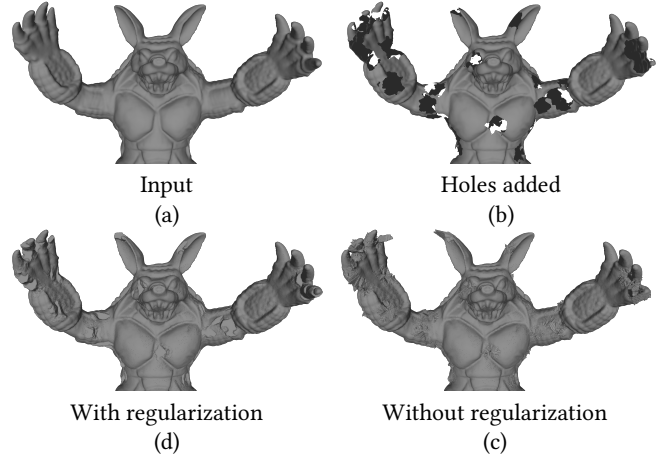 Input
(a)
Holes added
(b)
With regularization
(d)
Without regularization
(c)